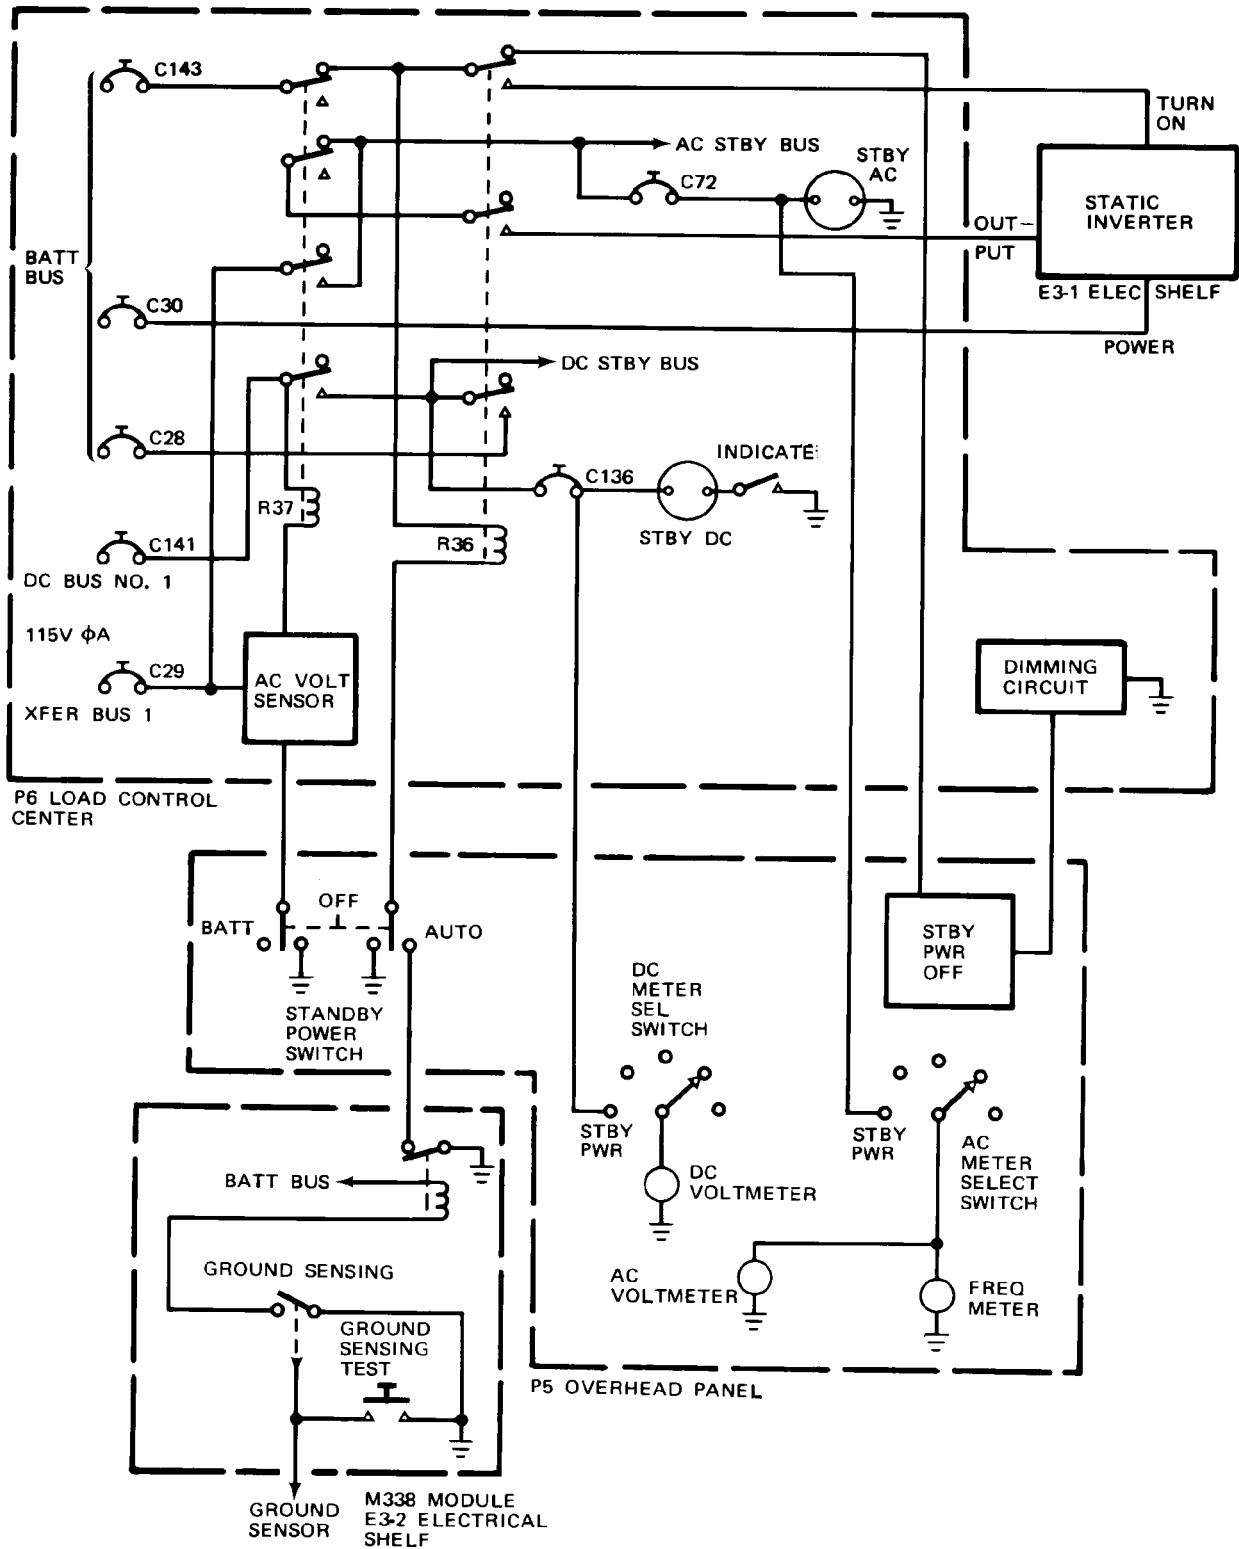 C143
TURN
ON
AC STBY BUS
STBY
AC
C72
STATIC
INVERTER
OUT-
PUT
BATT
BUS
C30
E3-1 ELEC SHELF
POWER
DC STBY BUS
C28
INDICATE
C136
R37
STBY DC
R36
C141
DC BUS NO. 1
115V ϕA
C29
XFER BUS 1
AC VOLT
SENSOR
DIMMING
CIRCUIT
P6 LOAD CONTROL
CENTER
OFF
BATT
AUTO
STANDBY
POWER
SWITCH
STBY
PWR
OFF
DC
METER
SEL
SWITCH
STBY
PWR
DC
VOLTMETER
STBY
PWR
AC
METER
SELECT
SWITCH
BATT BUS
GROUND SENSING
GROUND
SENSING
TEST
AC
VOLTMETER
FREQ
METER
P5 OVERHEAD PANEL
GROUND
SENSOR
M338 MODULE
E3-2 ELECTRICAL
SHELF